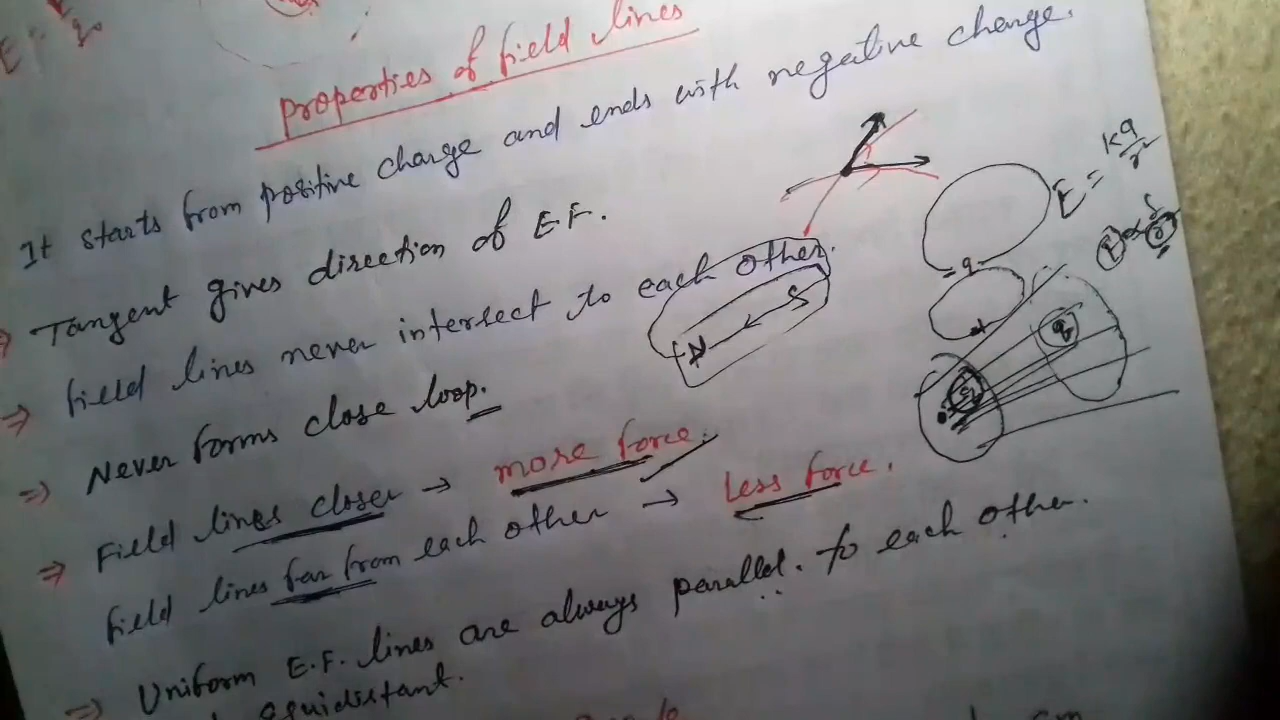 Properties of field lines
It starts from positive charge and ends with negative charge.
Tangent gives direction of E.F.
⇒ field lines never intersect to each other.
⇒ Never forms close loop.
⇒ Field lines closer → more force.
field lines far from each other → Less force.
⇒ Uniform E.F. lines are always parallel. to each other.
equidistant.
E = kq/r²
N
S
q